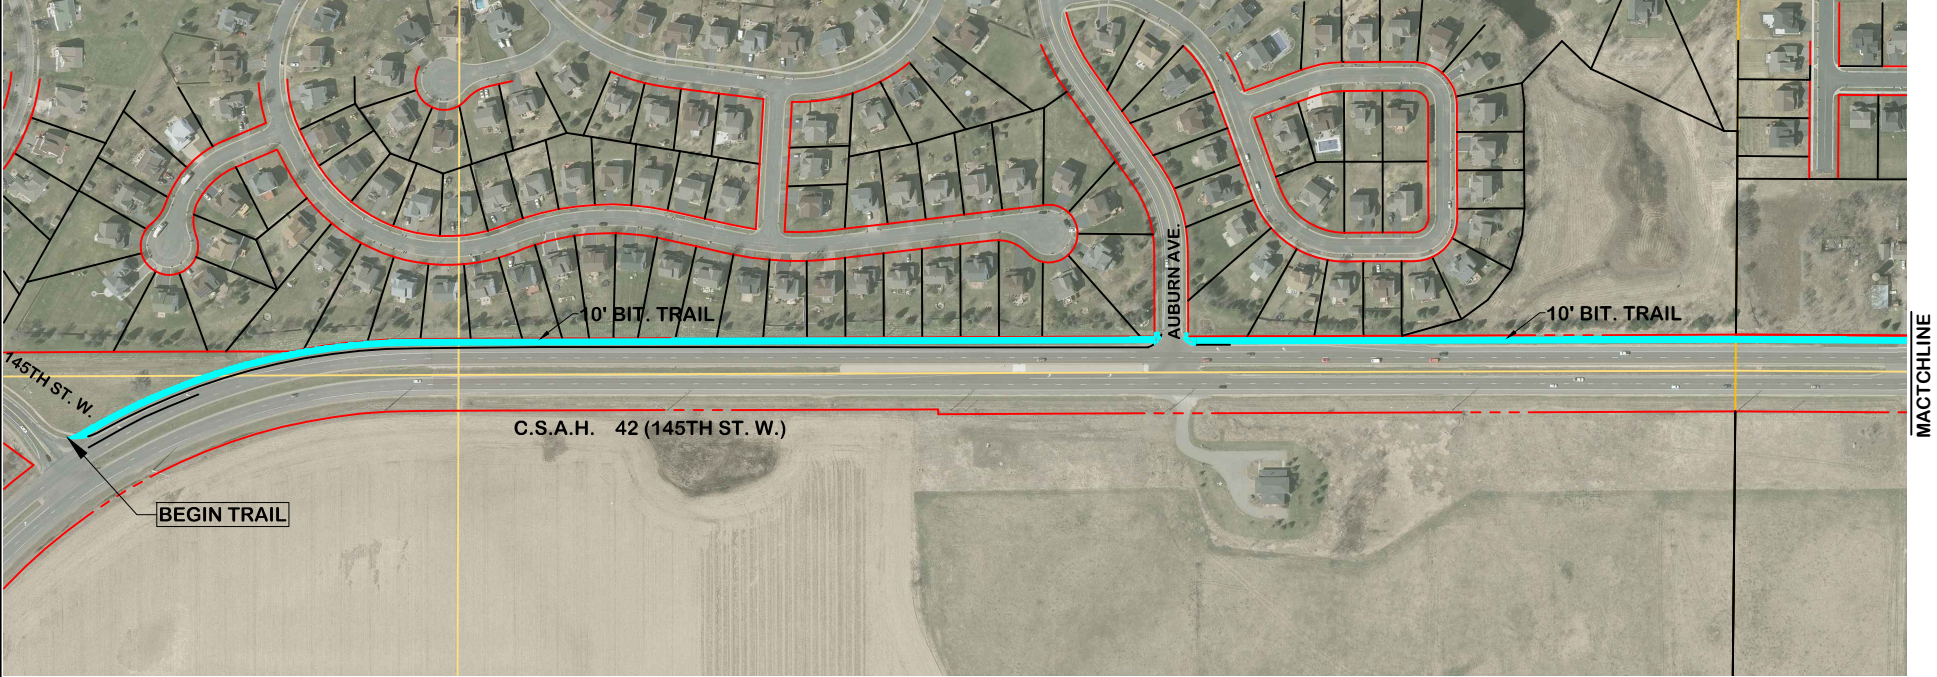 10' BIT. TRAIL
10' BIT. TRAIL
AUBURN AVE.
MACTCHLINE
145TH ST. W.
C.S.A.H. 42 (145TH ST. W.)
BEGIN TRAIL